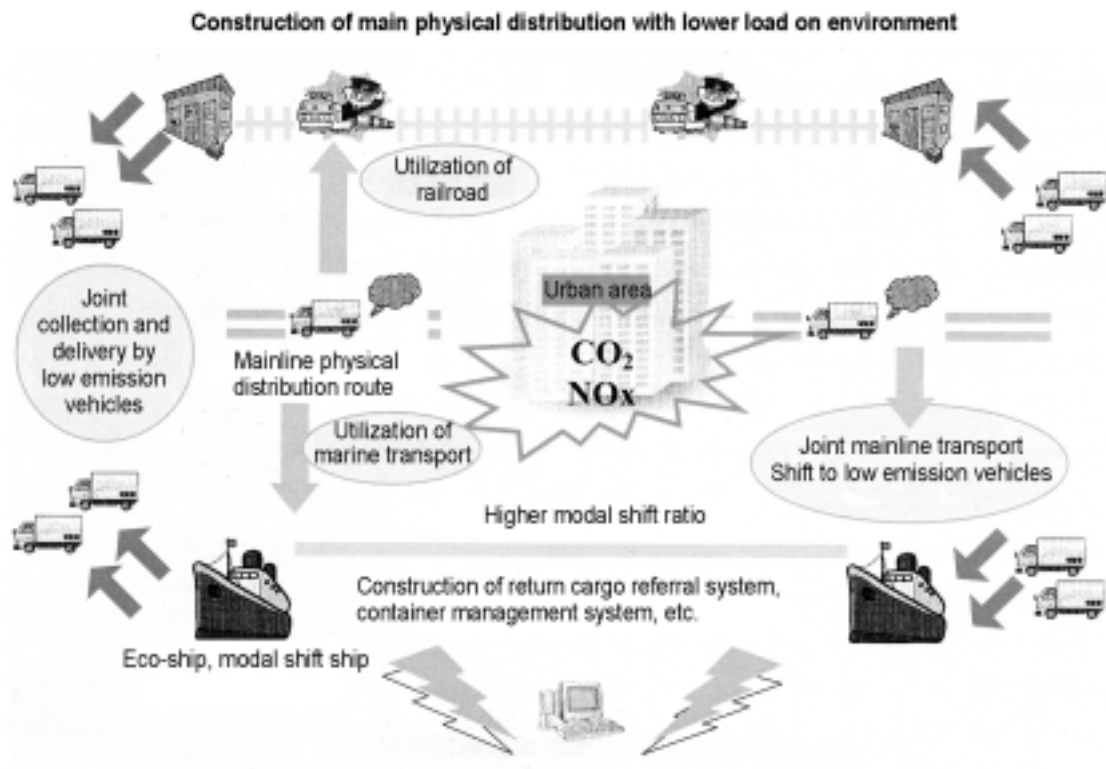 Construction of main physical distribution with lower load on environment
Utilization of
railroad
Urban area
Joint
collection and
delivery by
low emission
vehicles
CO₂
NOx
Mainline physical
distribution route
Utilization of
marine transport
Joint mainline transport
Shift to low emission vehicles
Higher modal shift ratio
Construction of return cargo referral system,
container management system, etc.
Eco-ship, modal shift ship